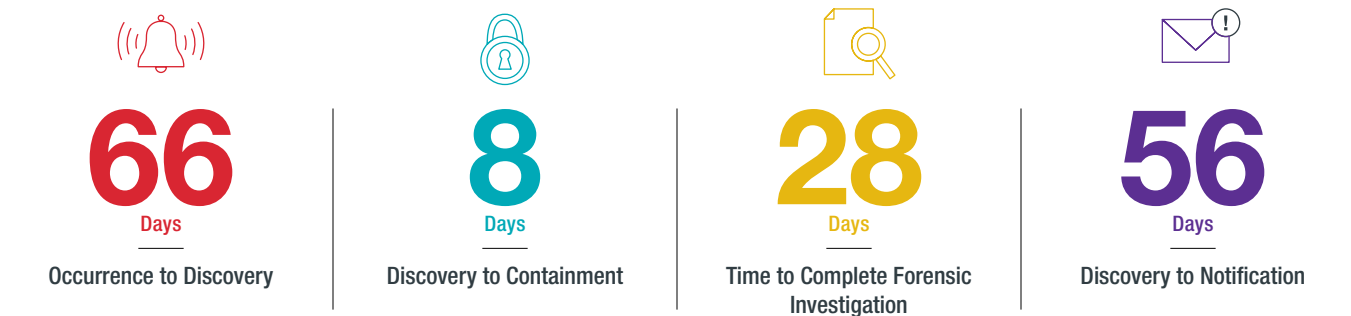 !
66
Days
Occurrence to Discovery
8
Days
Discovery to Containment
28
Days
Time to Complete Forensic
Investigation
56
Days
Discovery to Notification